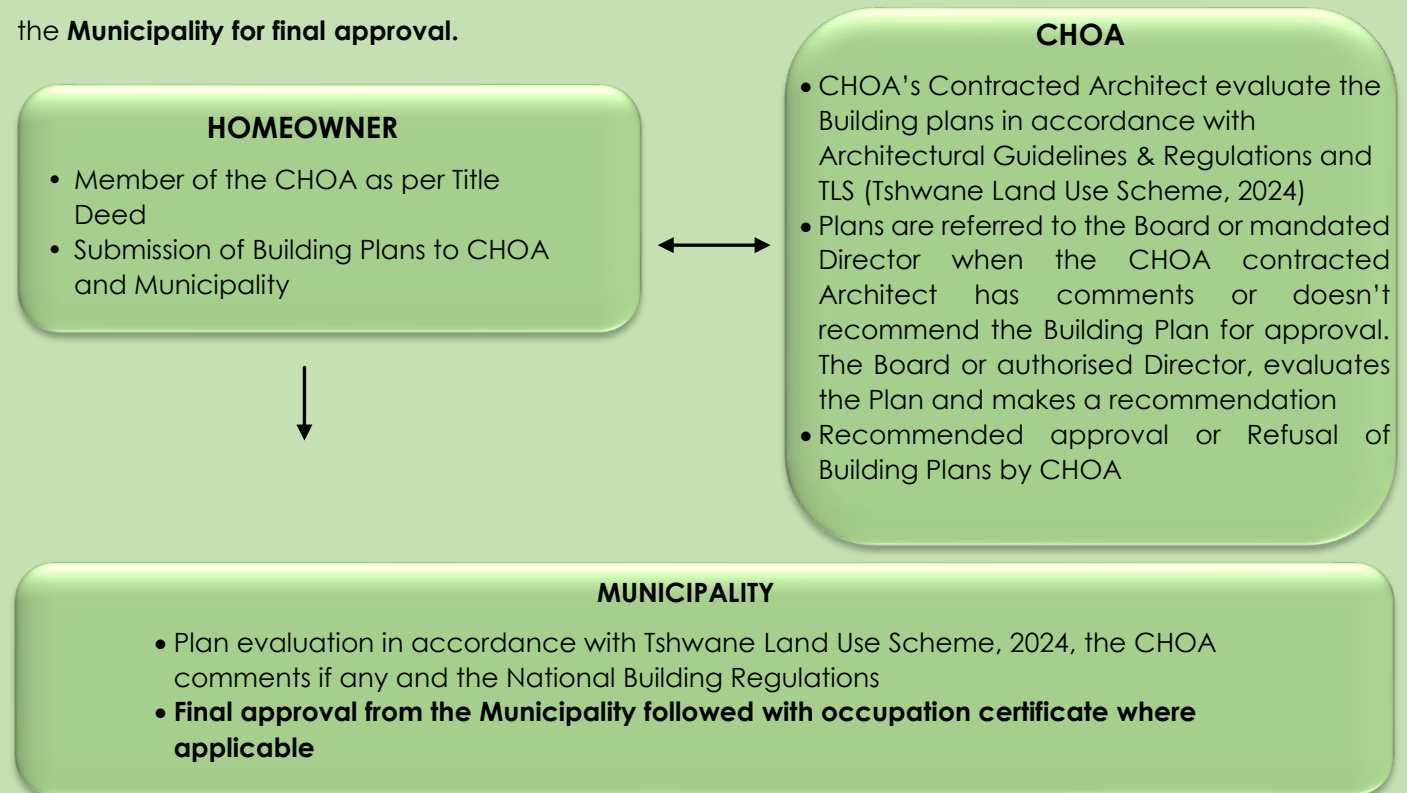 the Municipality for final approval.
HOMEOWNER
• Member of the CHOA as per Title
Deed
• Submission of Building Plans to CHOA
and Municipality
CHOA
• CHOA’s Contracted Architect evaluate the
Building plans in accordance with
Architectural Guidelines & Regulations and
TLS (Tshwane Land Use Scheme, 2024)
• Plans are referred to the Board or mandated
Director when the CHOA contracted
Architect has comments or doesn’t
recommend the Building Plan for approval.
The Board or authorised Director, evaluates
the Plan and makes a recommendation
• Recommended approval or Refusal of
Building Plans by CHOA
MUNICIPALITY
• Plan evaluation in accordance with Tshwane Land Use Scheme, 2024, the CHOA
comments if any and the National Building Regulations
• Final approval from the Municipality followed with occupation certificate where
applicable